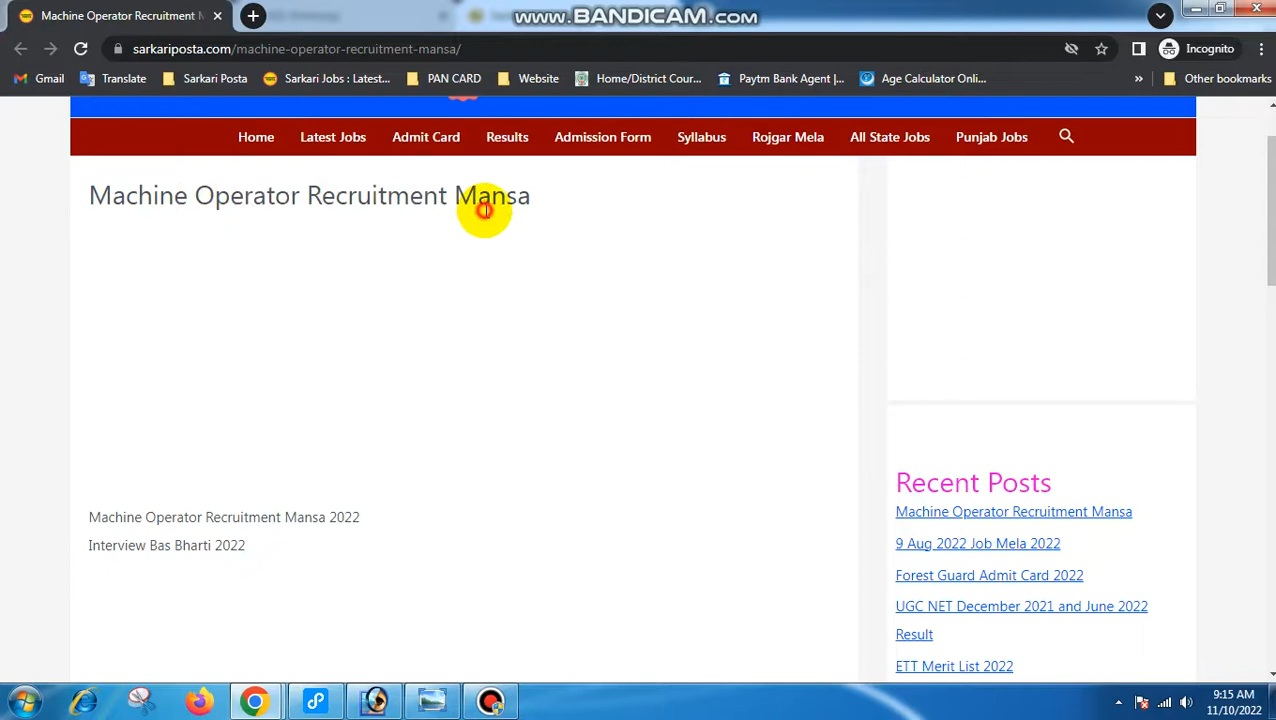 Machine Operator Recruitment M
www.BANDICAM.com
sarkariposta.com/machine-operator-recruitment-mansa/
Incognito
Gmail
Translate
Sarkari Posta
Sarkari Jobs : Latest...
PAN CARD
Website
Home/District Cour...
Paytm Bank Agent |...
Age Calculator Onli...
»
Other bookmarks
Home Latest Jobs Admit Card Results Admission Form Syllabus Rojgar Mela All State Jobs Punjab Jobs
Machine Operator Recruitment Mansa
Machine Operator Recruitment Mansa 2022
Interview Bas Bharti 2022
Recent Posts
Machine Operator Recruitment Mansa
9 Aug 2022 Job Mela 2022
Forest Guard Admit Card 2022
UGC NET December 2021 and June 2022
Result
ETT Merit List 2022
9:15 AM
11/10/2022